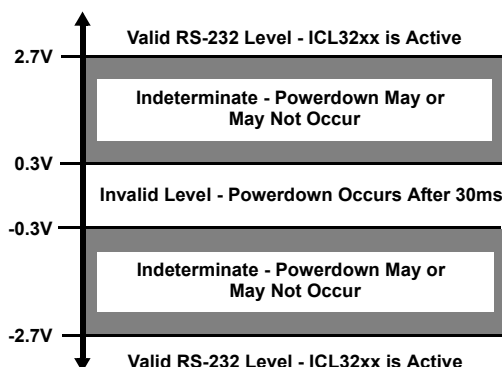 Valid RS-232 Level - ICL32xx is Active
2.7V
Indeterminate - Powerdown May or
May Not Occur
0.3V
Invalid Level - Powerdown Occurs After 30ms
-0.3V
Indeterminate - Powerdown May or
May Not Occur
-2.7V
Valid RS-232 Level - ICL32xx is Active